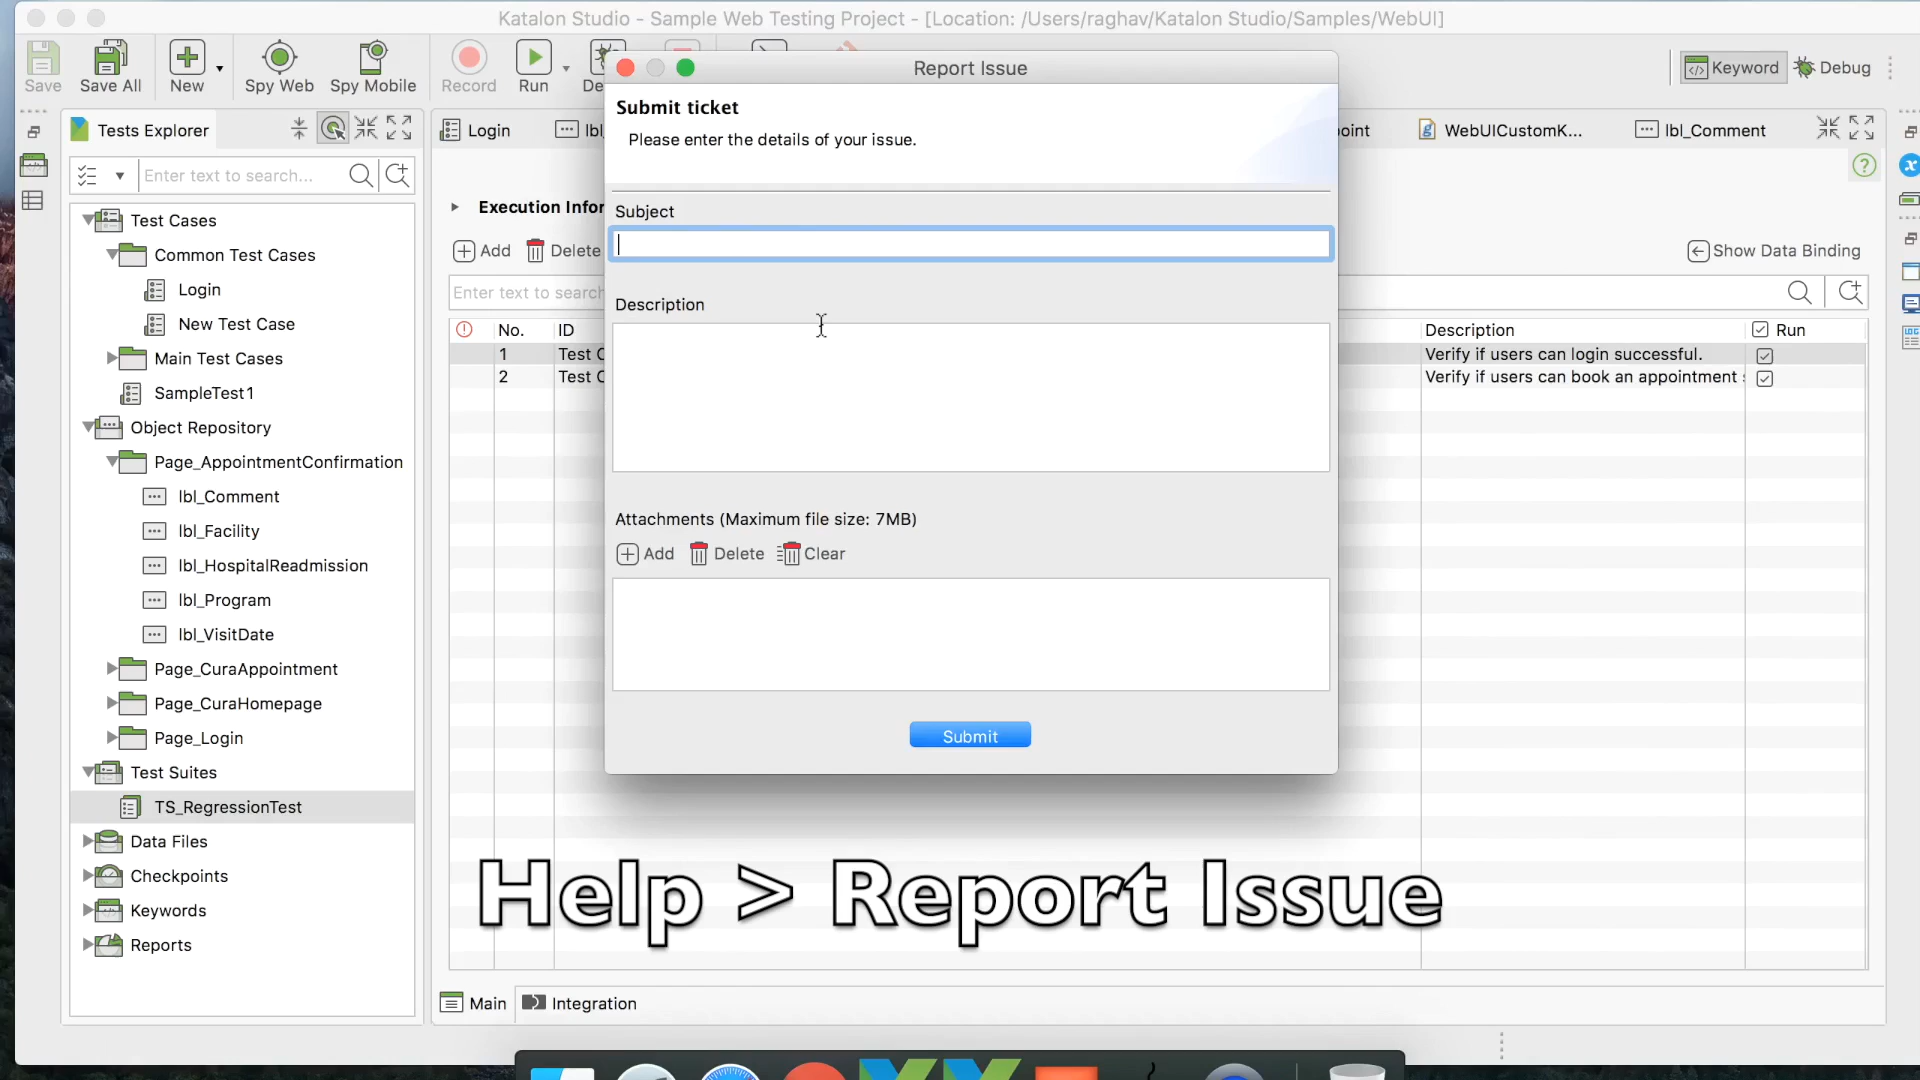 Katalon Studio - Sample Web Testing Project - [Location: /Users/raghav/Katalon Studio/Samples/WebUI]
Save
Save All
New
Spy Web
Spy Mobile
Record
Run
Keyword
Debug
Tests Explorer
Enter text to search...
Test Cases
Common Test Cases
Login
New Test Case
Main Test Cases
SampleTest1
Object Repository
Page_AppointmentConfirmation
lbl_Comment
lbl_Facility
lbl_HospitalReadmission
lbl_Program
lbl_VisitDate
Page_CuraAppointment
Page_CuraHomepage
Page_Login
Test Suites
TS_RegressionTest
Data Files
Checkpoints
Keywords
Reports
Login
WebUICustomK...
lbl_Comment
Add
Delete
Show Data Binding
Enter text to search
No.
ID
Description
Run
1
Test
Verify if users can login successful.
2
Test
Verify if users can book an appointment
Main
Integration
Report Issue
Submit ticket
Please enter the details of your issue.
Subject
Description
Attachments (Maximum file size: 7MB)
Add
Delete
Clear
Submit
Help > Report Issue